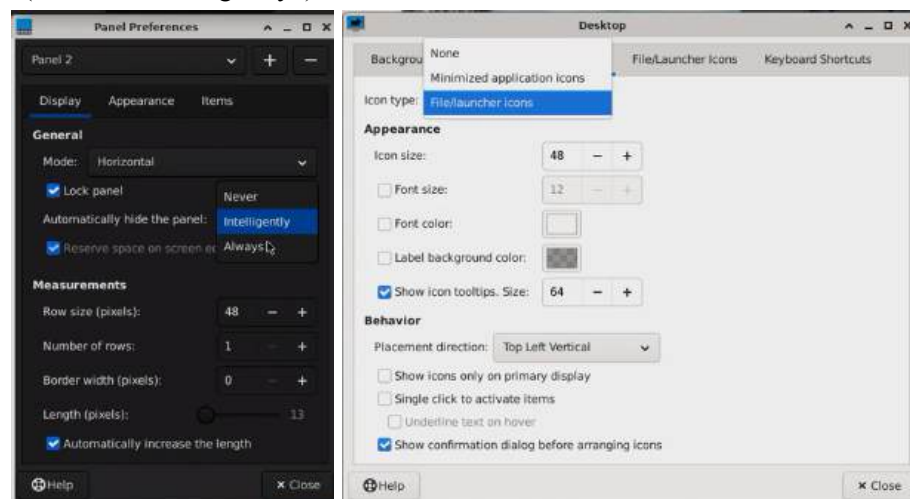 Panel Preferences
Panel 2
Display Appearance Items
General
Mode: Horizontal
Lock panel
Never
Automatically hide the panel: Intelligently
Reserve space on screen Always
Measurements
Row size (pixels): 48 - +
Number of rows: 1 - +
Border width (pixels): 0 - +
Length (pixels): 13
Automatically increase the length
Help × Close
Desktop
None
File/Launcher Icons Keyboard Shortcuts
Minimized application icons
Icon type: File/launcher icons
Appearance
Icon size: 48 - +
Font size: 12 - +
Font color:
Label background color:
Show icon tooltips. Size: 64 - +
Behavior
Placement direction: Top Left Vertical
Show icons only on primary display
Single click to activate items
Underline text on hover
Show confirmation dialog before arranging icons
Help × Close